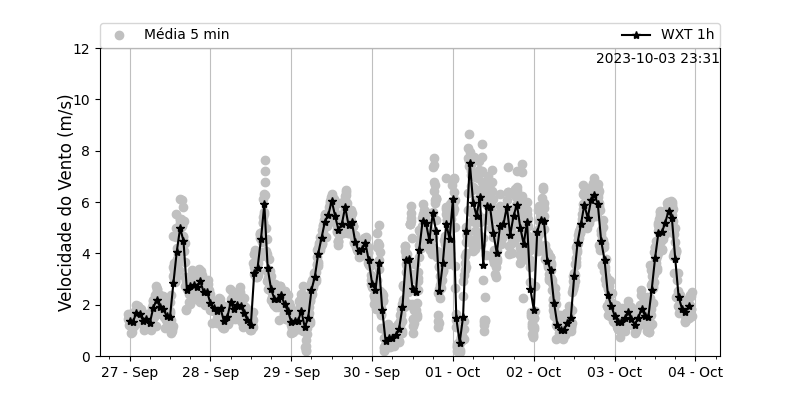 Média 5 min
WXT 1h
2023-10-03 23:31
Velocidade do Vento (m/s)
12
10
8
6
4
2
0
27 - Sep
28 - Sep
29 - Sep
30 - Sep
01 - Oct
02 - Oct
03 - Oct
04 - Oct